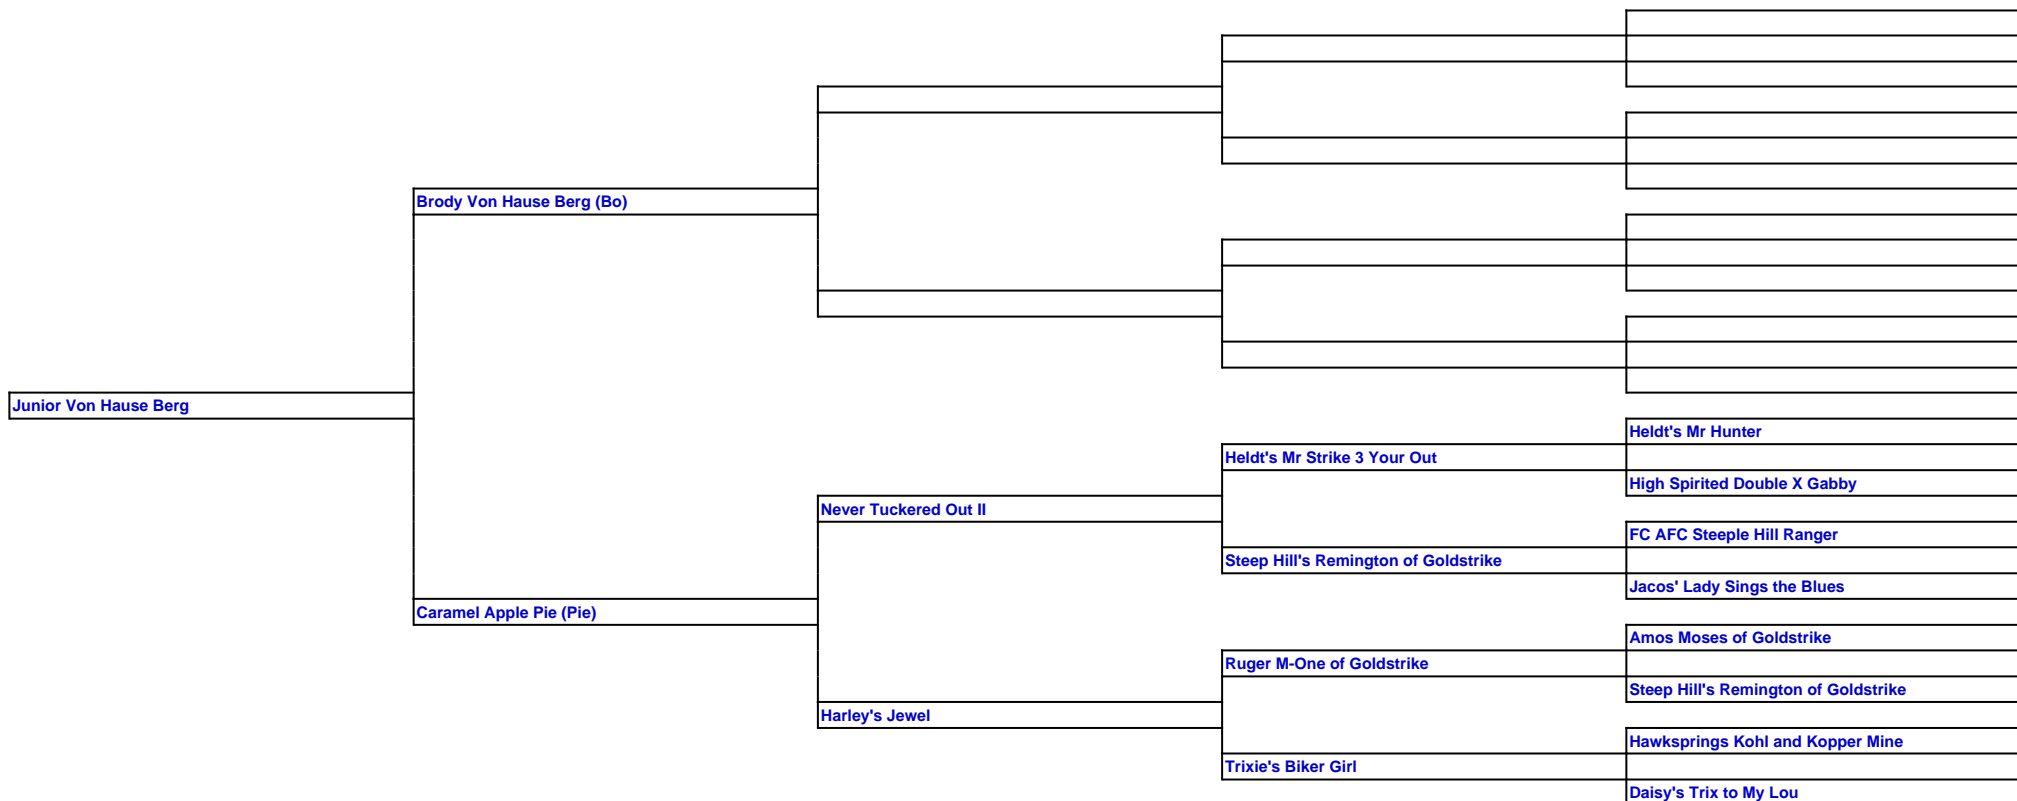 Brody Von Hause Berg (Bo)
Junior Von Hause Berg
Heldt's Mr Hunter
Heldt's Mr Strike 3 Your Out
High Spirited Double X Gabby
Never Tuckered Out II
FC AFC Steeple Hill Ranger
Steep Hill's Remington of Goldstrike
Jacos' Lady Sings the Blues
Caramel Apple Pie (Pie)
Amos Moses of Goldstrike
Ruger M-One of Goldstrike
Steep Hill's Remington of Goldstrike
Harley's Jewel
Hawksprings Kohl and Kopper Mine
Trixie's Biker Girl
Daisy's Trix to My Lou